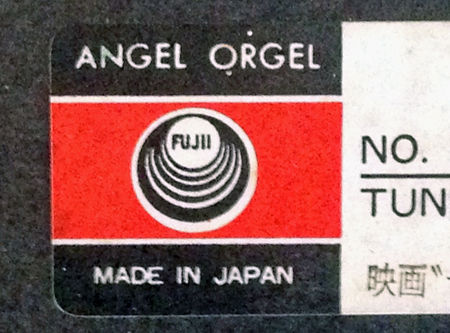 ANGEL ORGEL
FUJII
MADE IN JAPAN
NO.
TUN
映画〝